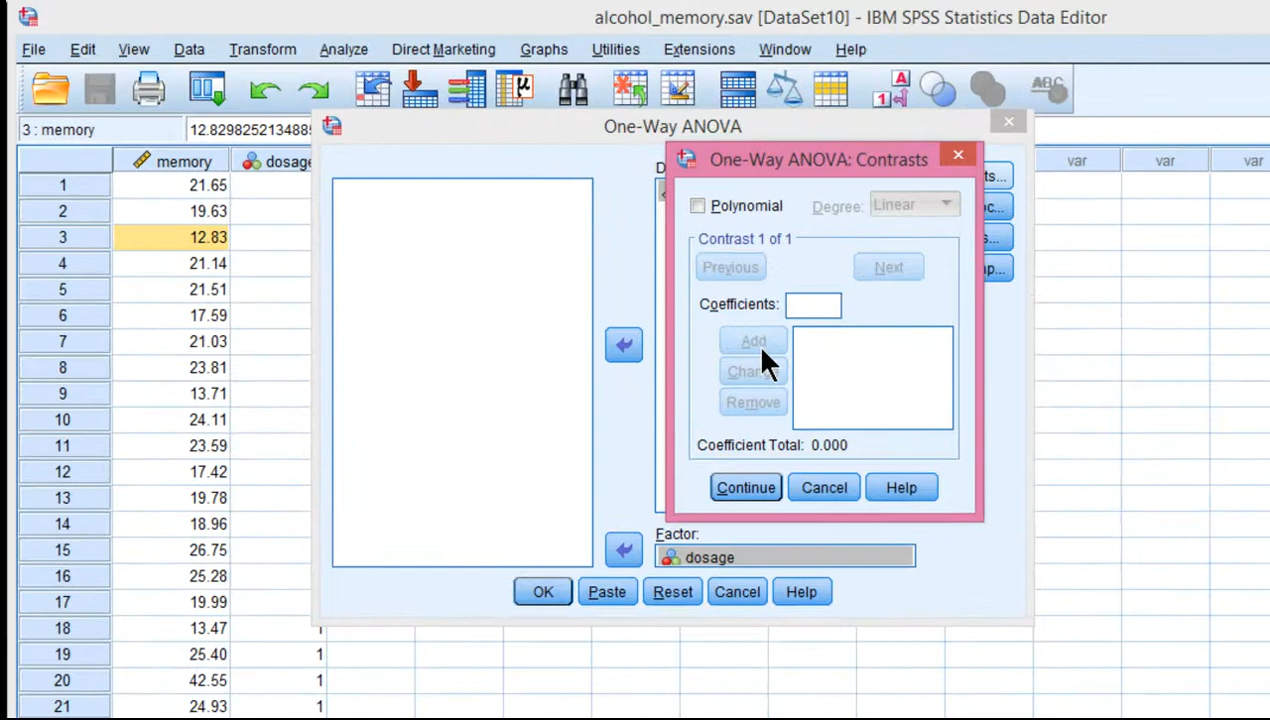 alcohol_memory.sav [DataSet10] - IBM SPSS Statistics Data Editor
File Edit View Data Transform Analyze Direct Marketing Graphs Utilities Extensions Window Help
μ A 1 ABC
3 : memory 12.829825213488
One-Way ANOVA
memory dosage var var var
One-Way ANOVA: Contrasts
Polynomial Degree: Linear
Contrast 1 of 1
Previous Next
Coefficients:
Add
Remove
Coefficient Total: 0.000
Continue Cancel Help
Factor:
dosage
OK Paste Reset Cancel Help
1 21.65
2 19.63
3 12.83
4 21.14
5 21.51
6 17.59
7 21.03
8 23.81
9 13.71
10 24.11
11 23.59
12 17.42
13 19.78
14 18.96
15 26.75
16 25.28
17 19.99
18 13.47 1
19 25.40 1
20 42.55 1
21 24.93 1